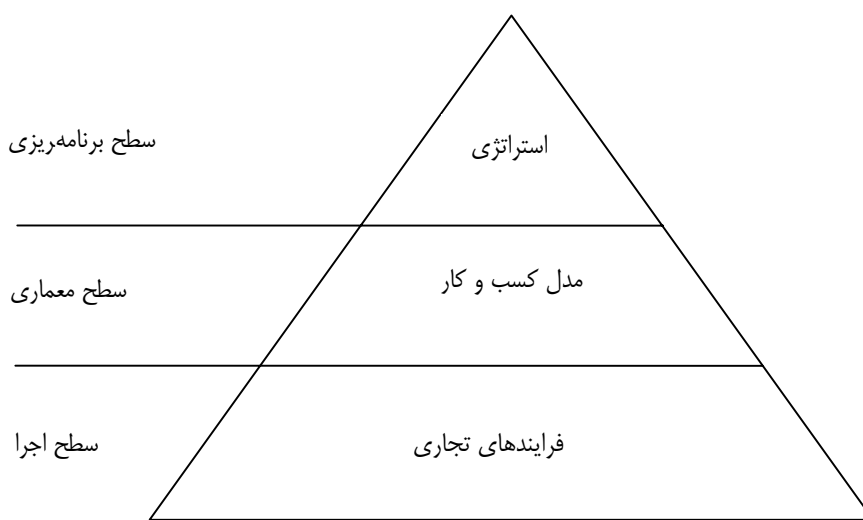 استراتژی
سطح برنامه‌ریزی
مدل کسب و کار
سطح معماری
فرایندهای تجاری
سطح اجرا